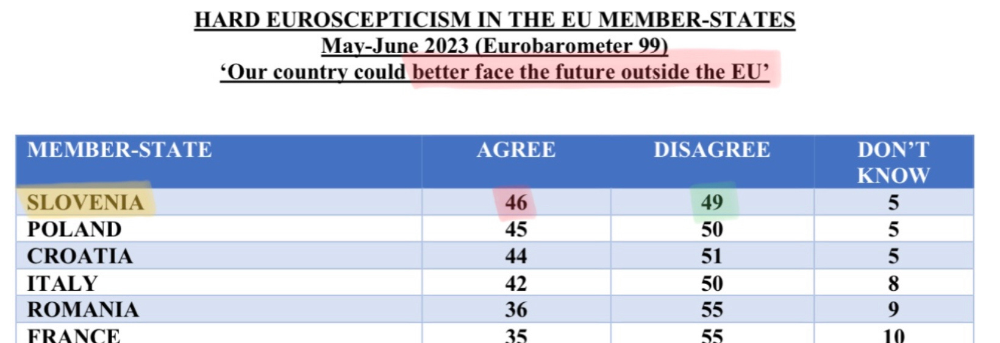 HARD EUROSCEPTICISM IN THE EU MEMBER-STATES
May-June 2023 (Eurobarometer 99)
‘Our country could better face the future outside the EU’
MEMBER-STATE AGREE DISAGREE DON’T KNOW
SLOVENIA 46 49 5
POLAND 45 50 5
CROATIA 44 51 5
ITALY 42 50 8
ROMANIA 36 55 9
FRANCE 35 55 10